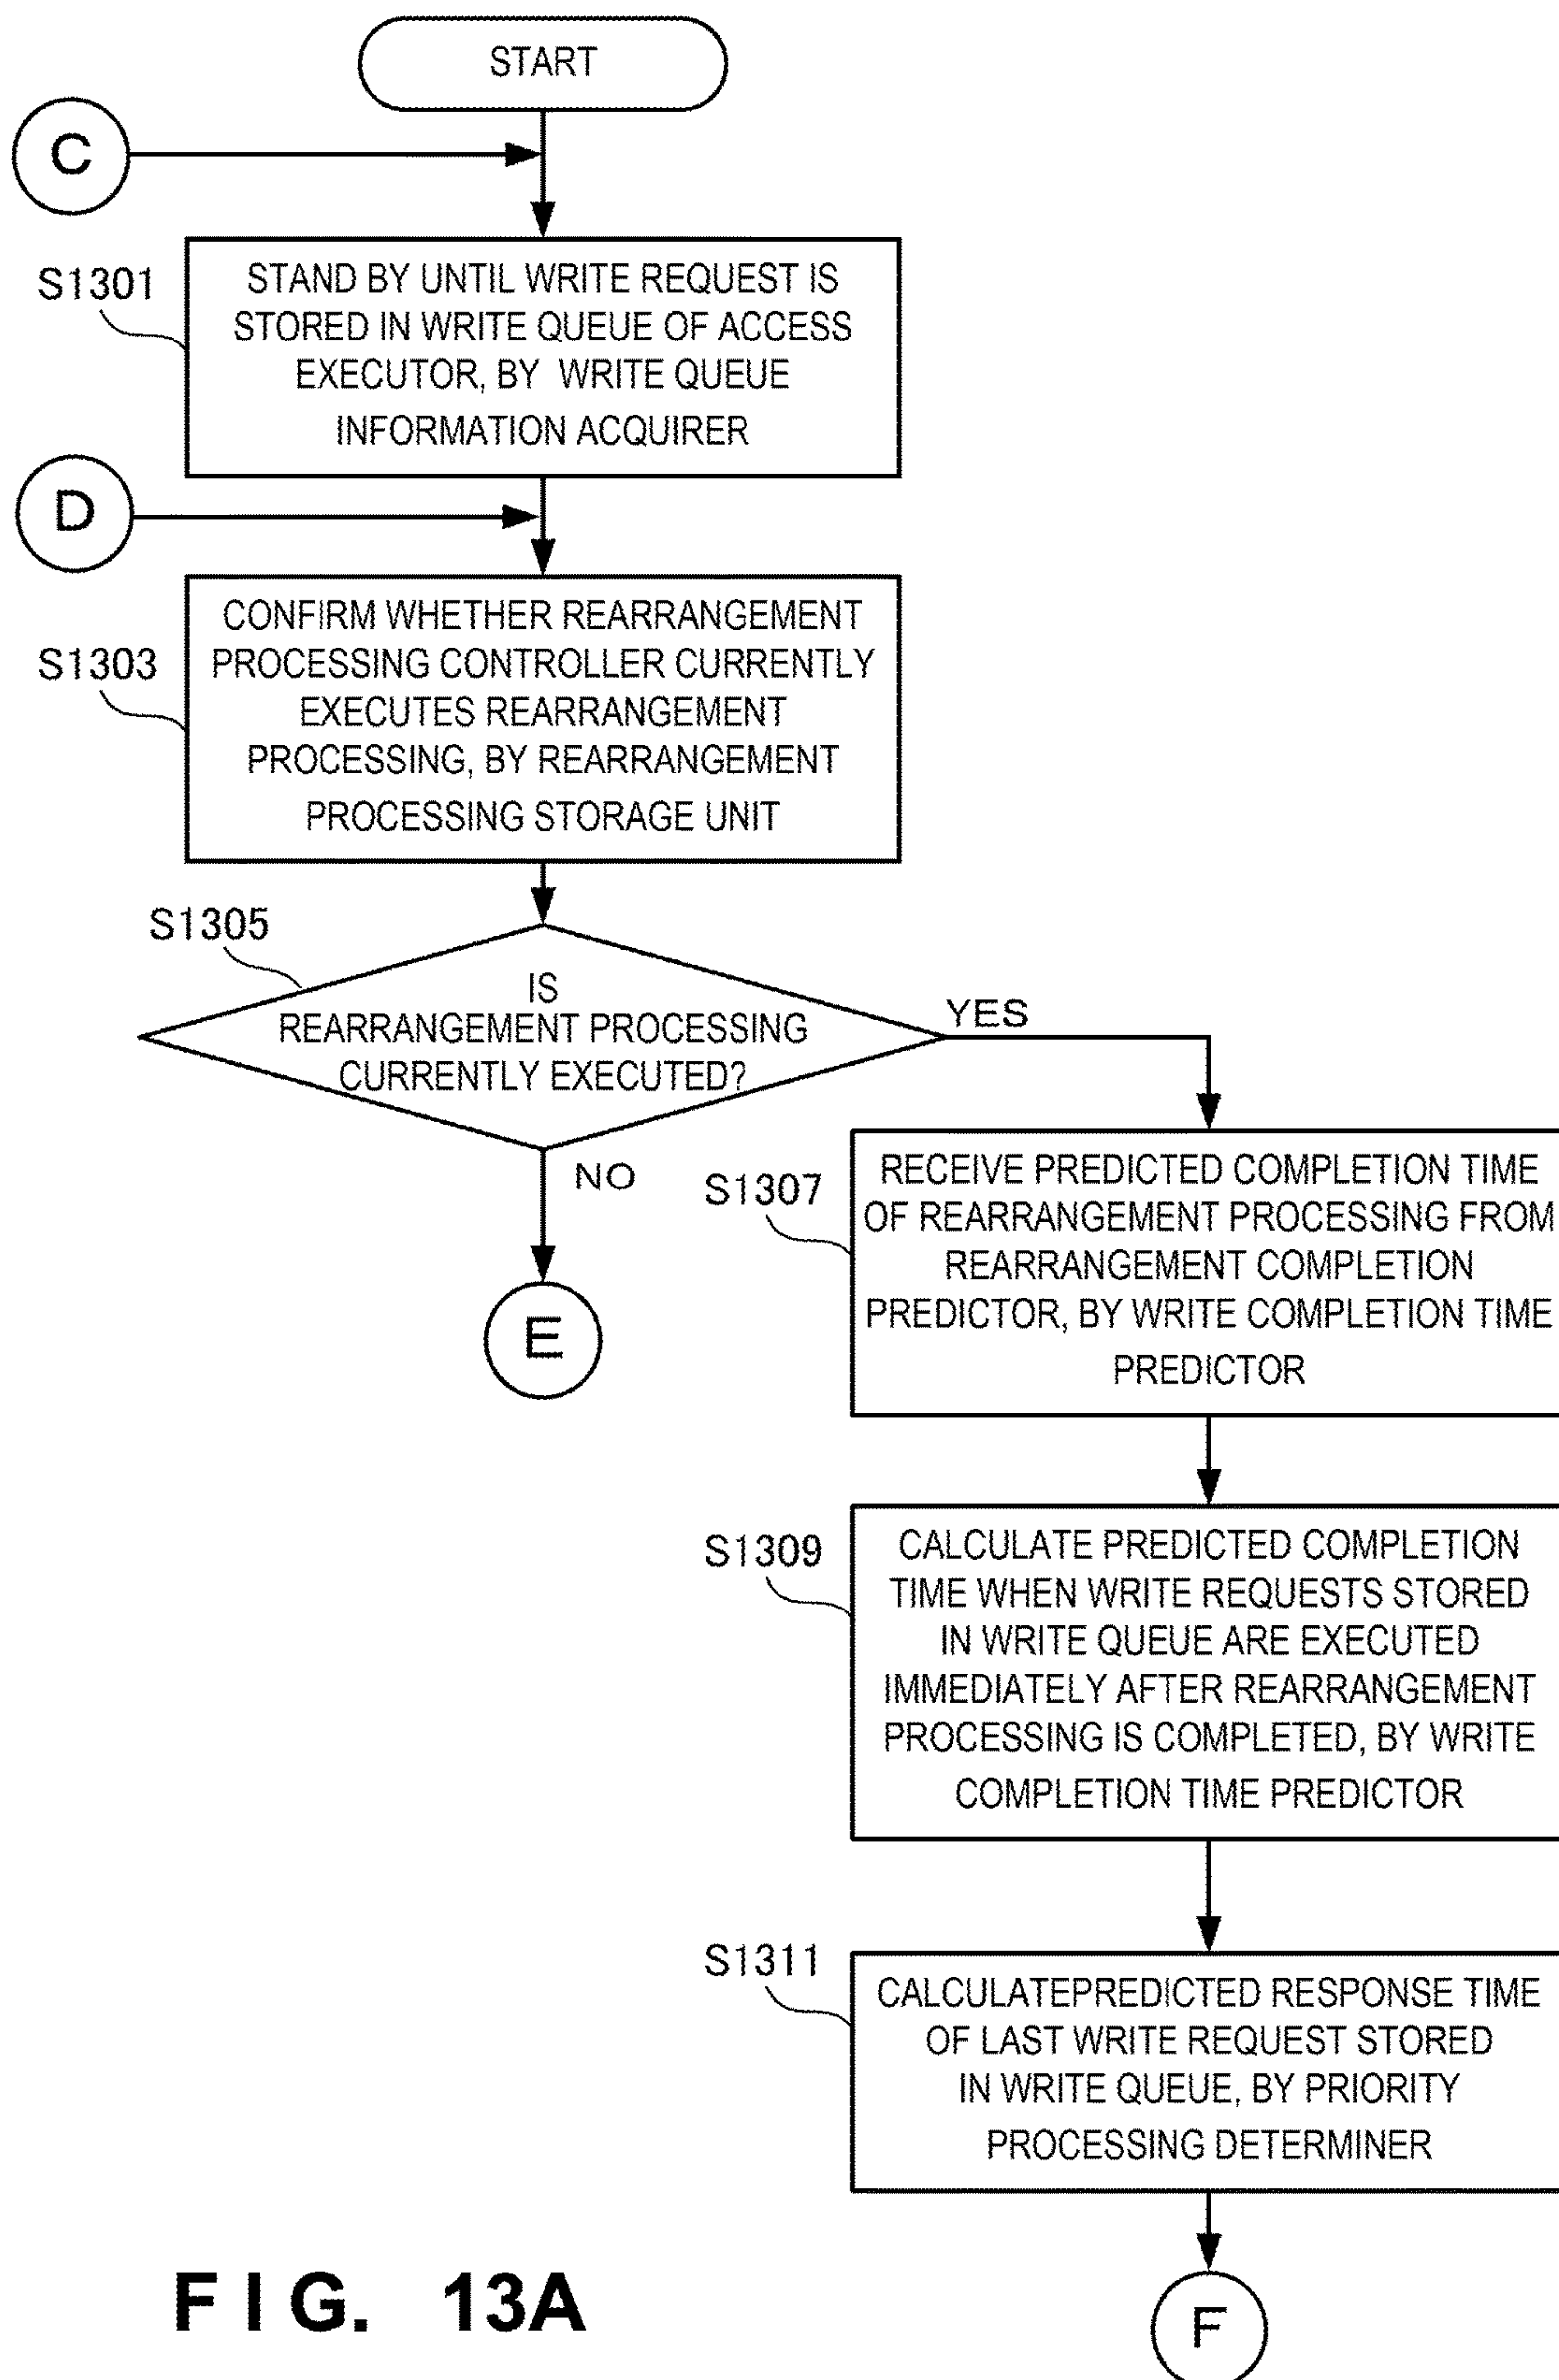 START
C
S1301
STAND BY UNTIL WRITE REQUEST IS
STORED IN WRITE QUEUE OF ACCESS
EXECUTOR, BY WRITE QUEUE
INFORMATION ACQUIRER
D
S1303
CONFIRM WHETHER REARRANGEMENT
PROCESSING CONTROLLER CURRENTLY
EXECUTES REARRANGEMENT
PROCESSING, BY REARRANGEMENT
PROCESSING STORAGE UNIT
S1305
IS
REARRANGEMENT PROCESSING
CURRENTLY EXECUTED?
YES
NO
E
S1307
RECEIVE PREDICTED COMPLETION TIME
OF REARRANGEMENT PROCESSING FROM
REARRANGEMENT COMPLETION
PREDICTOR, BY WRITE COMPLETION TIME
PREDICTOR
S1309
CALCULATE PREDICTED COMPLETION
TIME WHEN WRITE REQUESTS STORED
IN WRITE QUEUE ARE EXECUTED
IMMEDIATELY AFTER REARRANGEMENT
PROCESSING IS COMPLETED, BY WRITE
COMPLETION TIME PREDICTOR
S1311
CALCULATEPREDICTED RESPONSE TIME
OF LAST WRITE REQUEST STORED
IN WRITE QUEUE, BY PRIORITY
PROCESSING DETERMINER
F
FIG. 13A